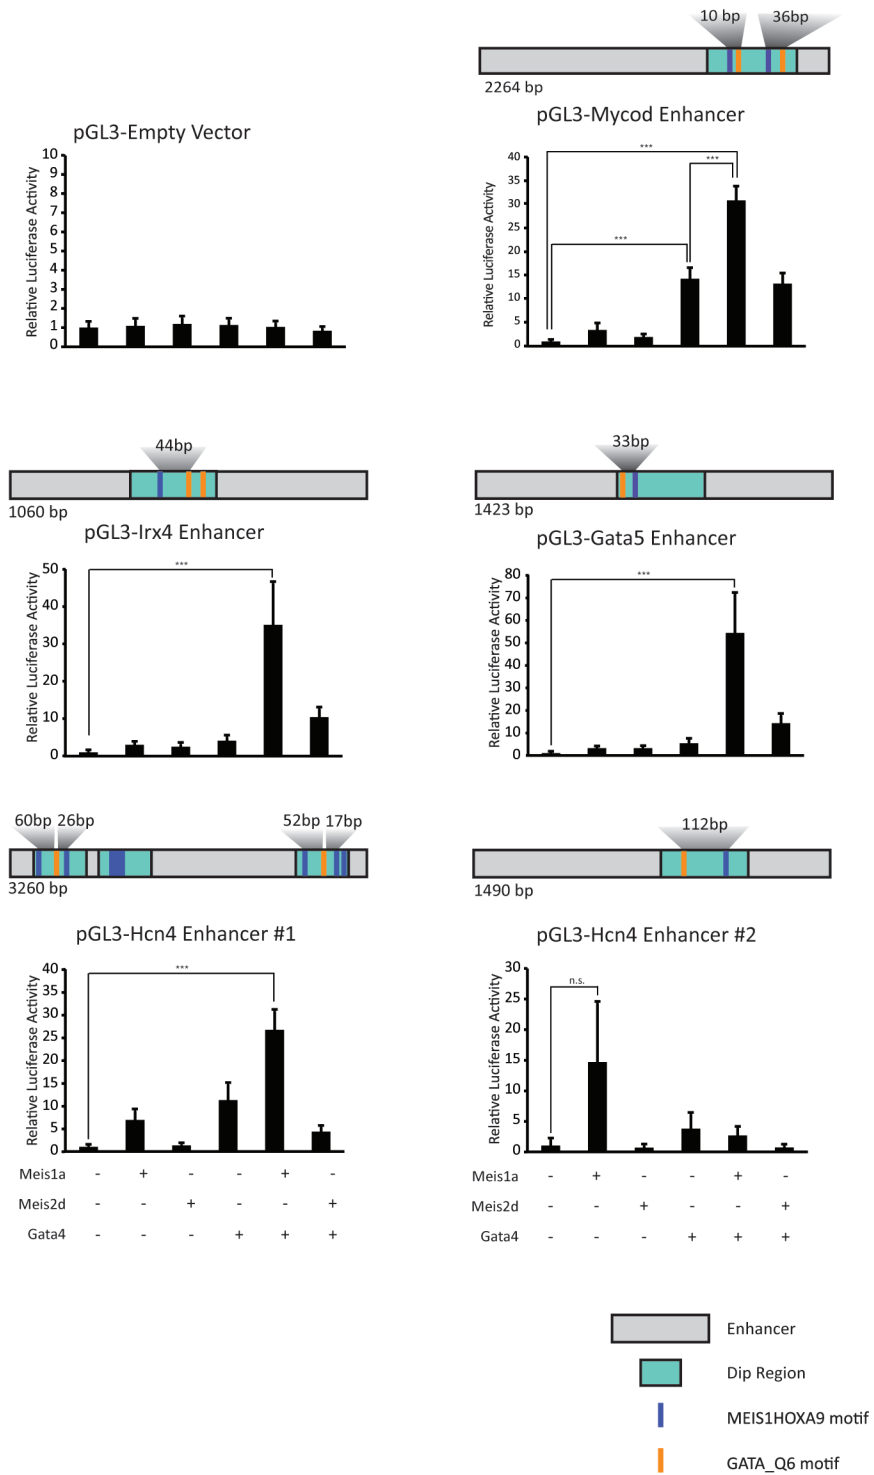 10 bp 36bp
2264 bp
pGL3-Empty Vector
Relative Luciferase Activity
10
9
8
7
6
5
4
3
2
1
0
pGL3-Mycod Enhancer
Relative Luciferase Activity
40
35
30
25
20
15
10
5
0
***
***
***
44bp
1060 bp
pGL3-Irx4 Enhancer
Relative Luciferase Activity
50
40
30
20
10
0
***
33bp
1423 bp
pGL3-Gata5 Enhancer
Relative Luciferase Activity
80
70
60
50
40
30
20
10
0
***
60bp 26bp 52bp 17bp
3260 bp
pGL3-Hcn4 Enhancer #1
Relative Luciferase Activity
40
35
30
25
20
15
10
5
0
***
Meis1a - + - - + -
Meis2d - - + - - +
Gata4 - - - + + +
112bp
1490 bp
pGL3-Hcn4 Enhancer #2
Relative Luciferase Activity
30
25
20
15
10
5
0
n.s.
Meis1a - + - - + -
Meis2d - - + - - +
Gata4 - - - + + +
Enhancer
Dip Region
MEIS1HOXA9 motif
GATA_Q6 motif